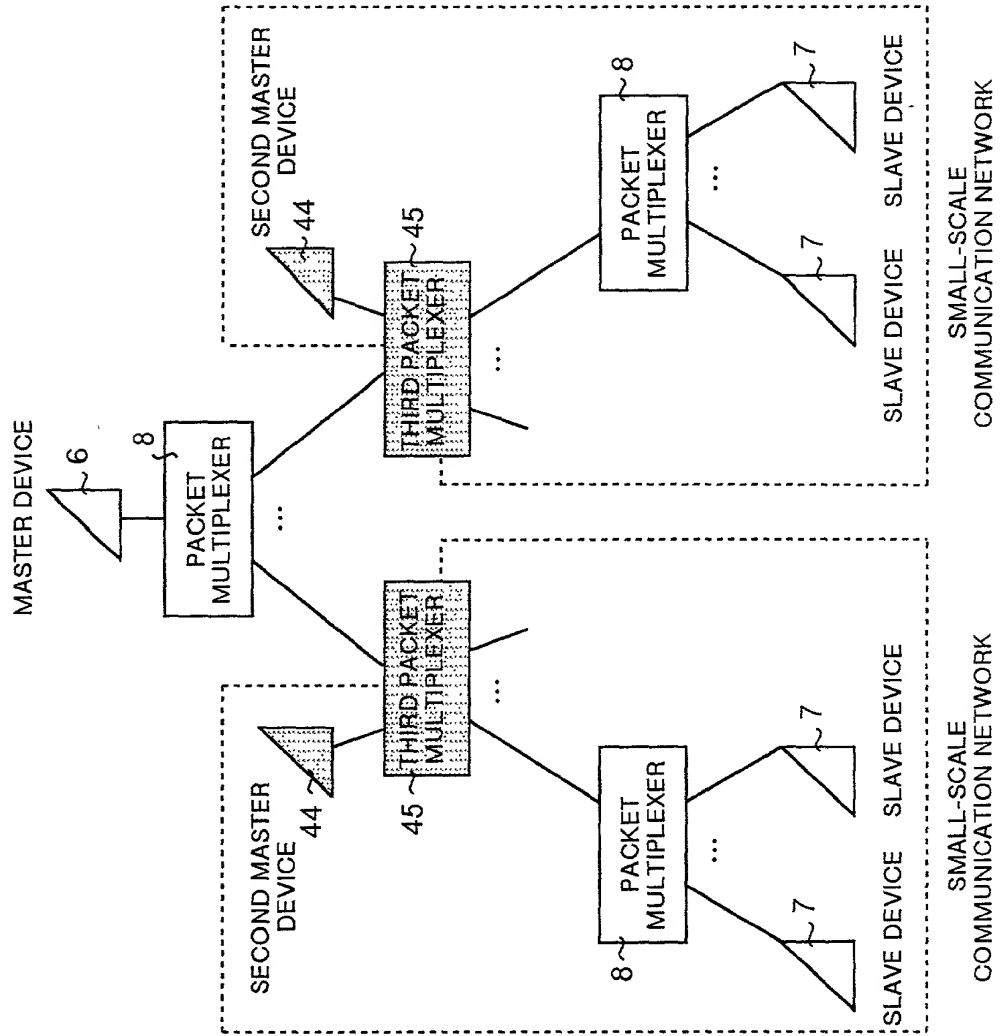 MASTER DEVICE
6
8
PACKET
MULTIPLEXER
...
SECOND MASTER
DEVICE
44
45
THIRD PACKET
MULTIPLEXER
...
8
PACKET
MULTIPLEXER
...
7
SLAVE DEVICE
7
SLAVE DEVICE
SMALL-SCALE
COMMUNICATION NETWORK
SECOND MASTER
DEVICE
44
45
THIRD PACKET
MULTIPLEXER
...
8
PACKET
MULTIPLEXER
...
7
SLAVE DEVICE
7
SLAVE DEVICE
SMALL-SCALE
COMMUNICATION NETWORK